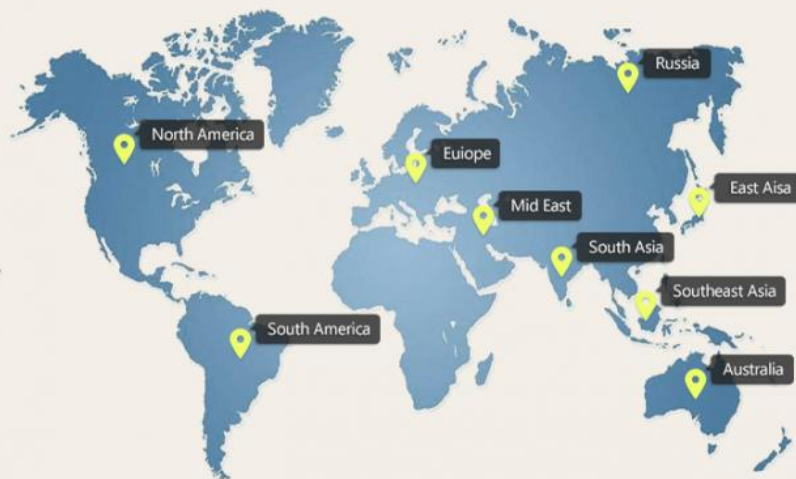 Russia
North America
Euiope
East Aisa
Mid East
South Asia
Southeast Asia
South America
Australia